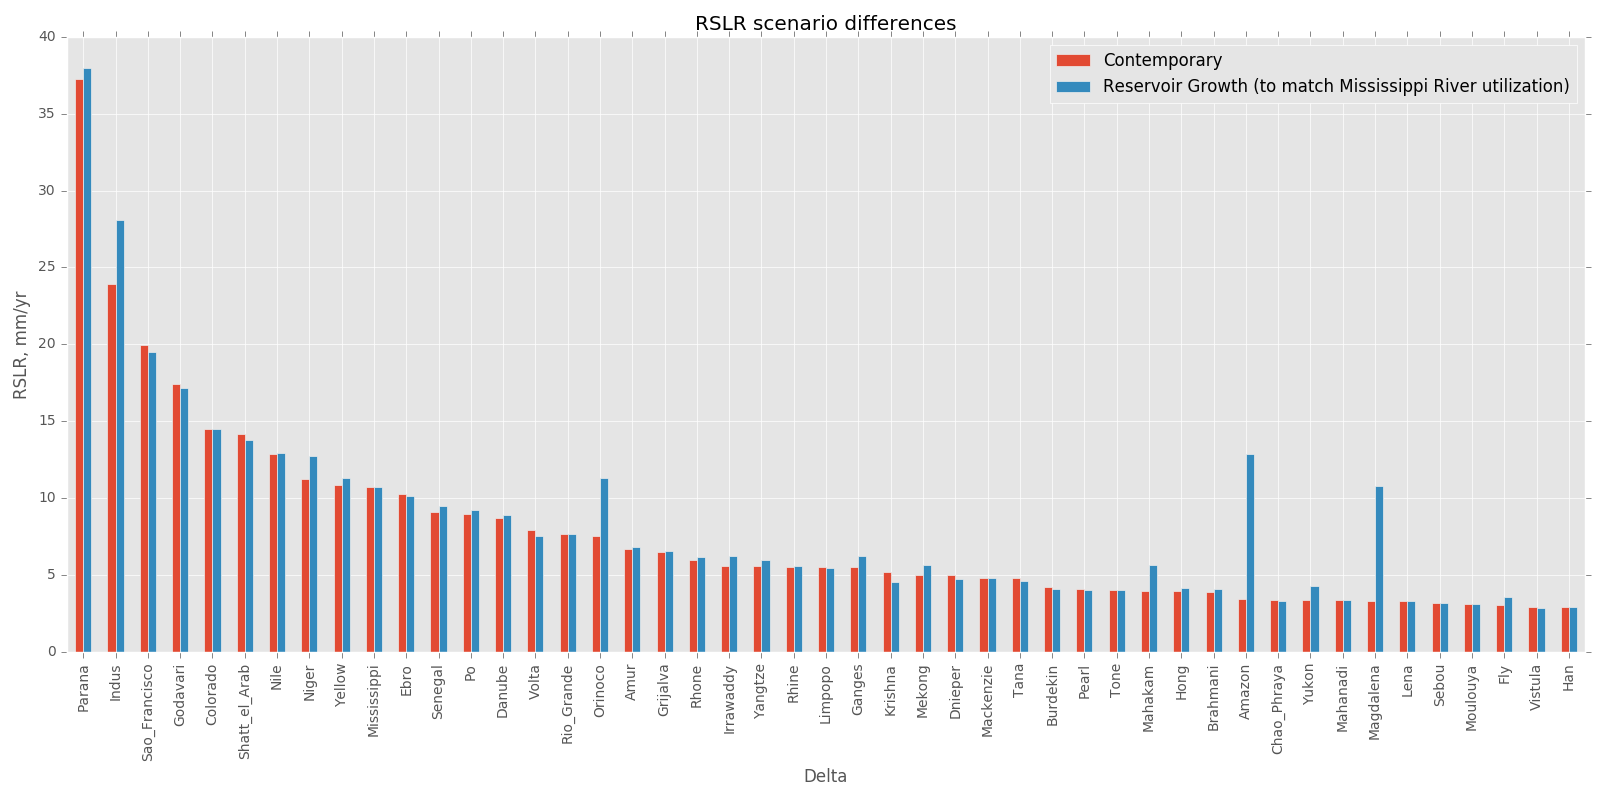 RSLR scenario differences
Contemporary
Reservoir Growth (to match Mississippi River utilization)
RSLR, mm/yr
40
35
30
25
20
15
10
5
0
Parana
Indus
Sao_Francisco
Godavari
Colorado
Shatt_el_Arab
Nile
Niger
Yellow
Mississippi
Ebro
Senegal
Po
Danube
Volta
Rio_Grande
Orinoco
Amur
Grijalva
Rhone
Irrawaddy
Yangtze
Rhine
Limpopo
Ganges
Krishna
Mekong
Dnieper
Mackenzie
Tana
Burdekin
Pearl
Tone
Mahakam
Hong
Brahmani
Amazon
Chao_Phraya
Yukon
Mahanadi
Magdalena
Lena
Sebou
Moulouya
Fly
Vistula
Han
Delta